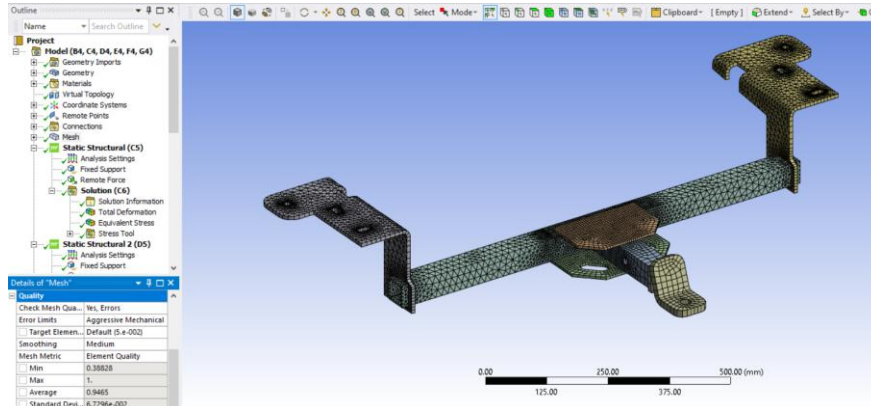 Outline
Name
Search Outline
Project
Model (B4, C4, D4, E4, F4, G4)
Geometry Imports
Geometry
Materials
Virtual Topology
Coordinate Systems
Remote Points
Connections
Mesh
Static Structural (C5)
Analysis Settings
Fixed Support
Remote Force
Solution (C6)
Solution Information
Total Deformation
Equivalent Stress
Stress Tool
Static Structural 2 (D5)
Analysis Settings
Fixed Support
Details of "Mesh"
Quality
Check Mesh Qua... Yes, Errors
Error Limits Aggressive Mechanical
Target Elemen... Default (5.e-002)
Smoothing Medium
Mesh Metric Element Quality
Min 0.38828
Max 1.
Average 0.9465
Standard Devi... 6.7296e-002
Select Mode Clipboard [ Empty ] Extend Select By
0.00 250.00 500.00 (mm)
125.00 375.00